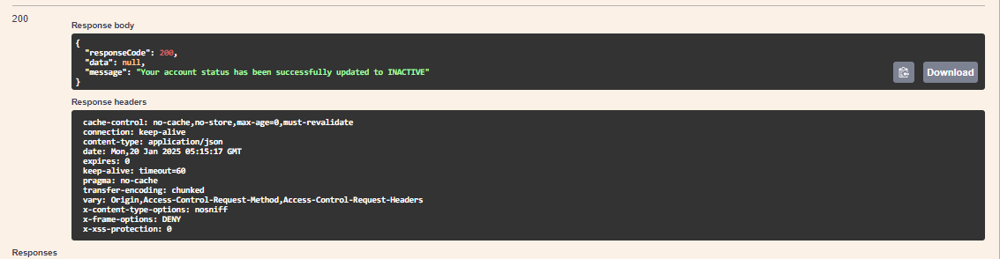 200
Response body
{
  "responseCode": 200,
  "data": null,
  "message": "Your account status has been successfully updated to INACTIVE"
}
Download
Response headers
cache-control: no-cache,no-store,max-age=0,must-revalidate
connection: keep-alive
content-type: application/json
date: Mon,20 Jan 2025 05:15:17 GMT
expires: 0
keep-alive: timeout=60
pragma: no-cache
transfer-encoding: chunked
vary: Origin,Access-Control-Request-Method,Access-Control-Request-Headers
x-content-type-options: nosniff
x-frame-options: DENY
x-xss-protection: 0
Responses